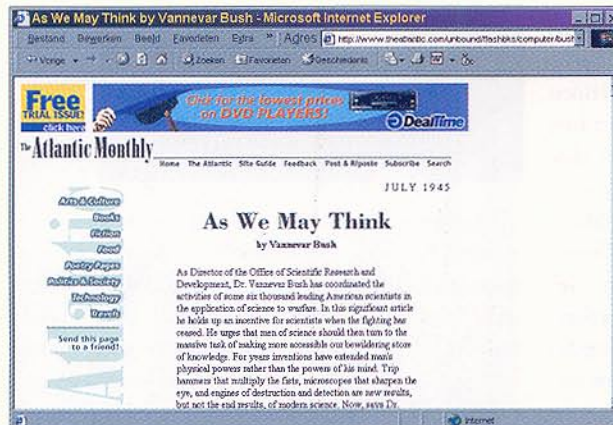 As We May Think by Vannevar Bush - Microsoft Internet Explorer
Bestand Bewerken Beeld Favorieten Extra » Adres http://www.theatlantic.com/unbound/flashbks/computer/bush
Vorige Zoeken Favorieten Geschiedenis
Free
TRIAL ISSUE!
click here
Click for the lowest prices
on DVD PLAYERS!
DealTime
The Atlantic Monthly
Home The Atlantic Site Guide Feedback Post & Riposte Subscribe Search
JULY 1945
Atlantic
Arts & Culture
Books
Fiction
Food
Poetry Pages
Politics & Society
Technology
Travels
Send this page
to a friend!
As We May Think
by Vannevar Bush
As Director of the Office of Scientific Research and
Development, Dr. Vannevar Bush has coordinated the
activities of some six thousand leading American scientists in
the application of science to warfare. In this significant article
he holds up an incentive for scientists when the fighting has
ceased. He urges that men of science should then turn to the
massive task of making more accessible our bewildering store
of knowledge. For years inventions have extended man's
physical powers rather than the powers of his mind. Trip
hammers that multiply the fists, microscopes that sharpen the
eye, and engines of destruction and detection are new results,
but not the end results, of modern science. Now, says Dr.
Internet